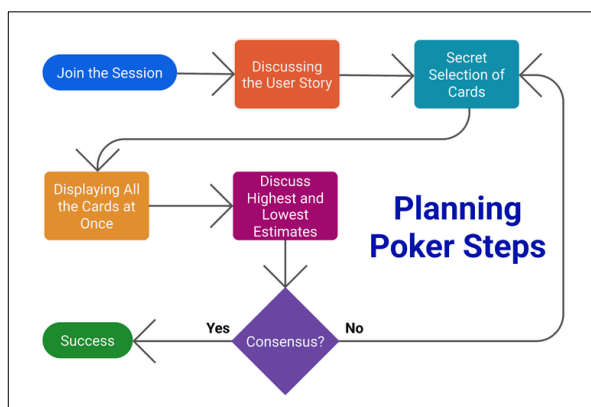 Join the Session
Discussing
the User Story
Secret
Selection of
Cards
Displaying All
the Cards at
Once
Discuss
Highest and
Lowest
Estimates
Planning
Poker Steps
Success
Yes
Consensus?
No